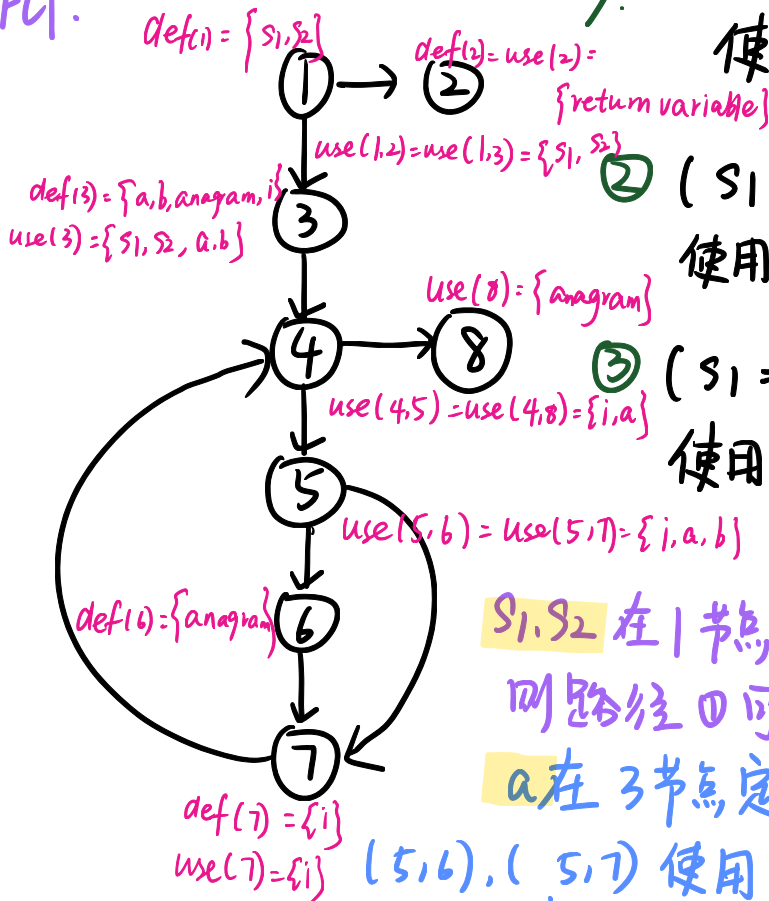 def(1) = {s1,s2}
1
2
def(2)=use(2)=
{return variable}
使
use(1,2)=use(1,3)={s1, s2}
② (s1
def(3)={a,b,anagram,i}
use(3)={s1, s2, a.b}
3
使用
use(8)={anagram}
4
8
③ (s1 =
use(4,5)=use(4,8)={i,a}
使用
5
use(5,6) = use(5,7)={i,a,b}
def(6)={anagram}
6
s1、s2 在1节点
则路径①可
7
a在3节点定
def(7) ={i}
use(7)={i}
(5,6),( 5,7) 使用